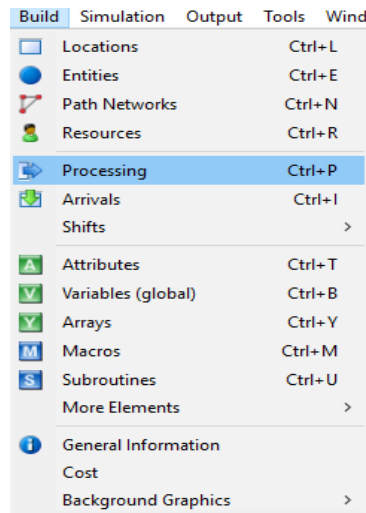 Build Simulation Output Tools Wind
Locations Ctrl+L
Entities Ctrl+E
Path Networks Ctrl+N
Resources Ctrl+R
Processing Ctrl+P
Arrivals Ctrl+I
Shifts >
A Attributes Ctrl+T
V Variables (global) Ctrl+B
Y Arrays Ctrl+Y
M Macros Ctrl+M
S Subroutines Ctrl+U
More Elements >
i General Information
Cost
Background Graphics >